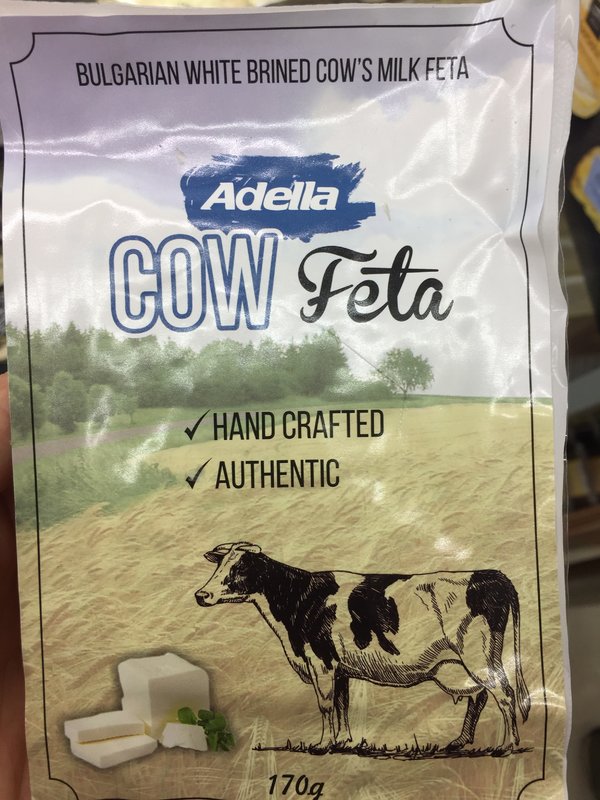 BULGARIAN WHITE BRINED COW'S MILK FETA
Adella
COW Feta
✓ HAND CRAFTED
✓ AUTHENTIC
170g